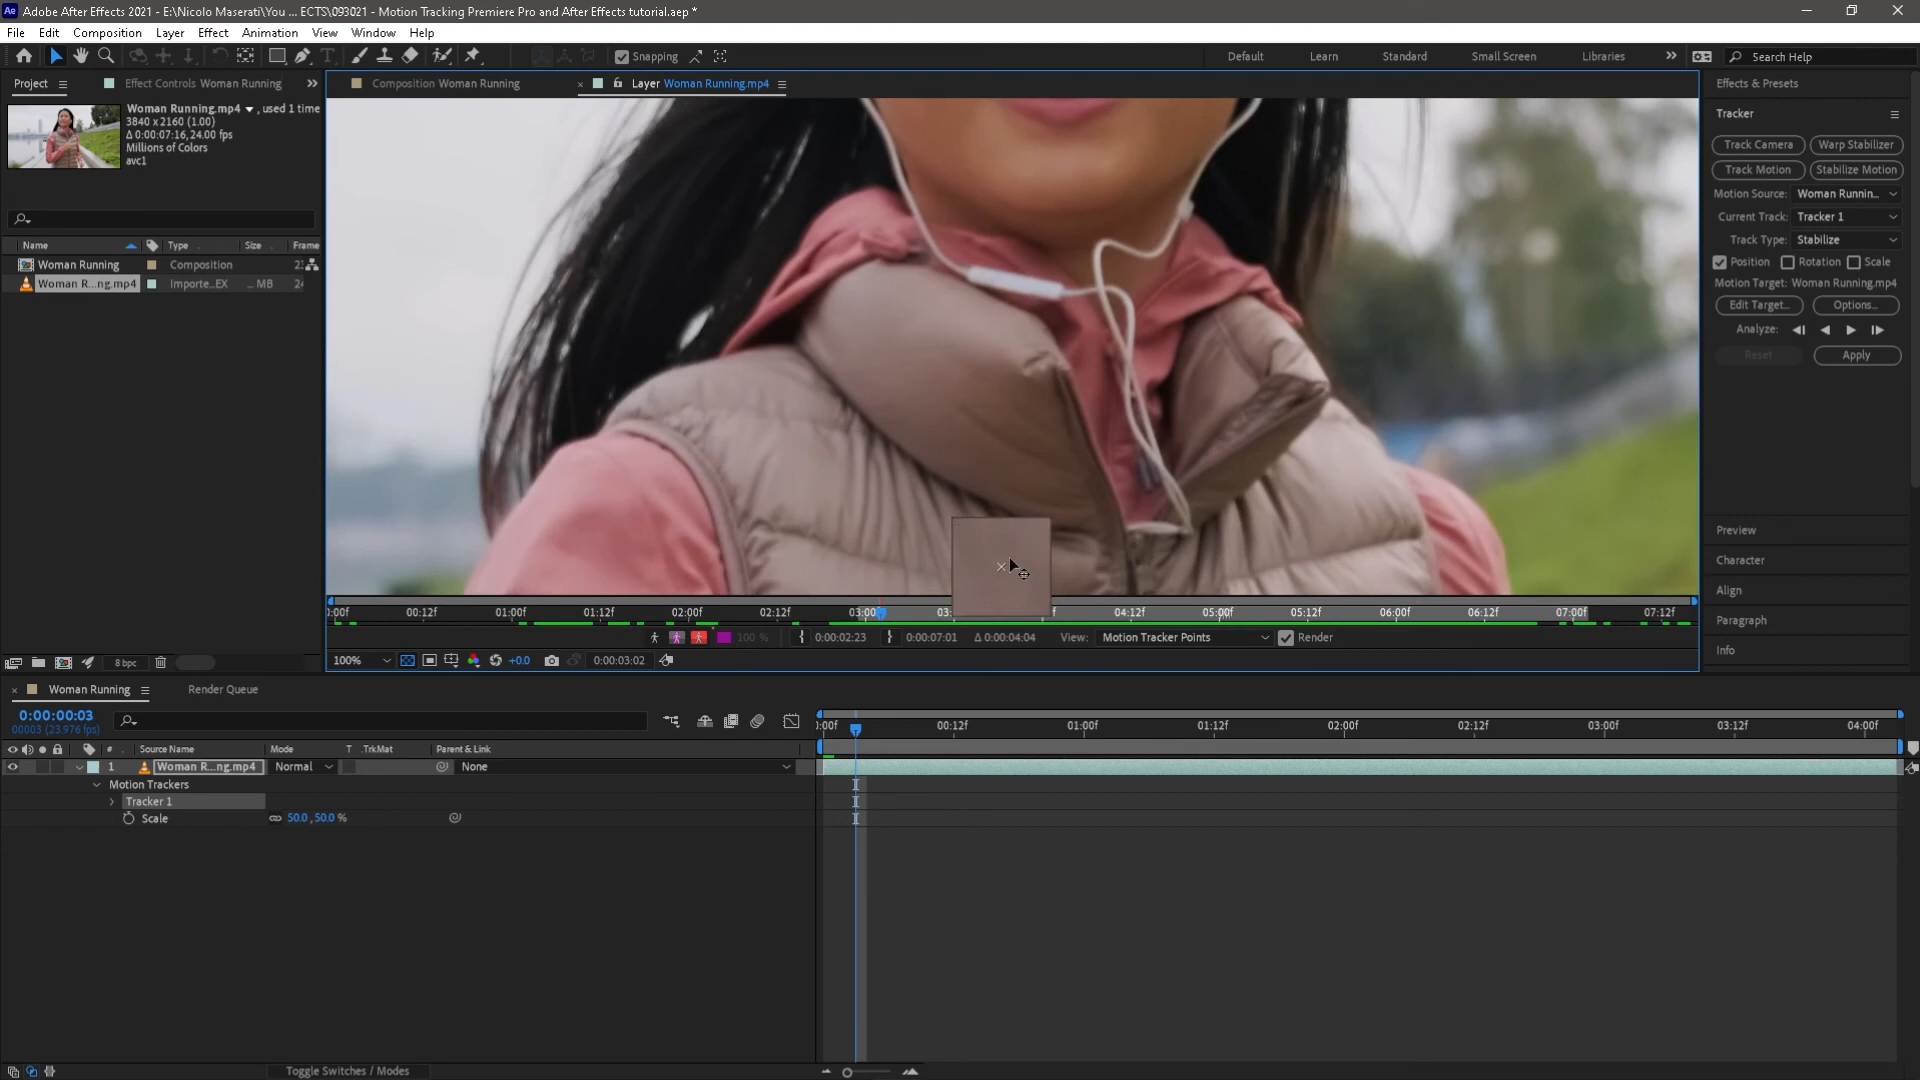 Adobe After Effects 2021 - E:\Nicolo Maserati\You ... ECTS\093021 - Motion Tracking Premiere Pro and After Effects tutorial.aep *
File Edit Composition Layer Effect Animation View Window Help
Snapping Default Learn Standard Small Screen Libraries Search Help
Project Effect Controls Woman Running
Composition Woman Running
Layer Woman Running.mp4
Effects & Presets
Woman Running.mp4 , used 1 time
3840 x 2160 (1.00)
Δ 0:00:07:16, 24.00 fps
Millions of Colors
avc1
Name Type Size Frame
Woman Running Composition
Woman R...ng.mp4 Importe...EX ... MB
Tracker
Track Camera Warp Stabilizer
Track Motion Stabilize Motion
Motion Source: Woman Runnin...
Current Track: Tracker 1
Track Type: Stabilize
Position Rotation Scale
Motion Target: Woman Running.mp4
Edit Target... Options...
Analyze:
Reset Apply
Preview
Character
Align
Paragraph
Info
00:12f 01:00f 01:12f 02:00f 02:12f 03:00 04:12f 05:00f 05:12f 06:00f 06:12f 07:00f 07:12f
100 % 0:00:02:23 0:00:07:01 Δ 0:00:04:04 View: Motion Tracker Points Render
8 bpc
100% +0.0 0:00:03:02
Woman Running Render Queue
0:00:00:03
00003 (23.976 fps)
:00f 00:12f 01:00f 01:12f 02:00f 02:12f 03:00f 03:12f 04:00f
# Source Name Mode T .TrkMat Parent & Link
1 Woman R...ng.mp4 Normal None
Motion Trackers
Tracker 1
Scale 50.0, 50.0 %
Toggle Switches / Modes